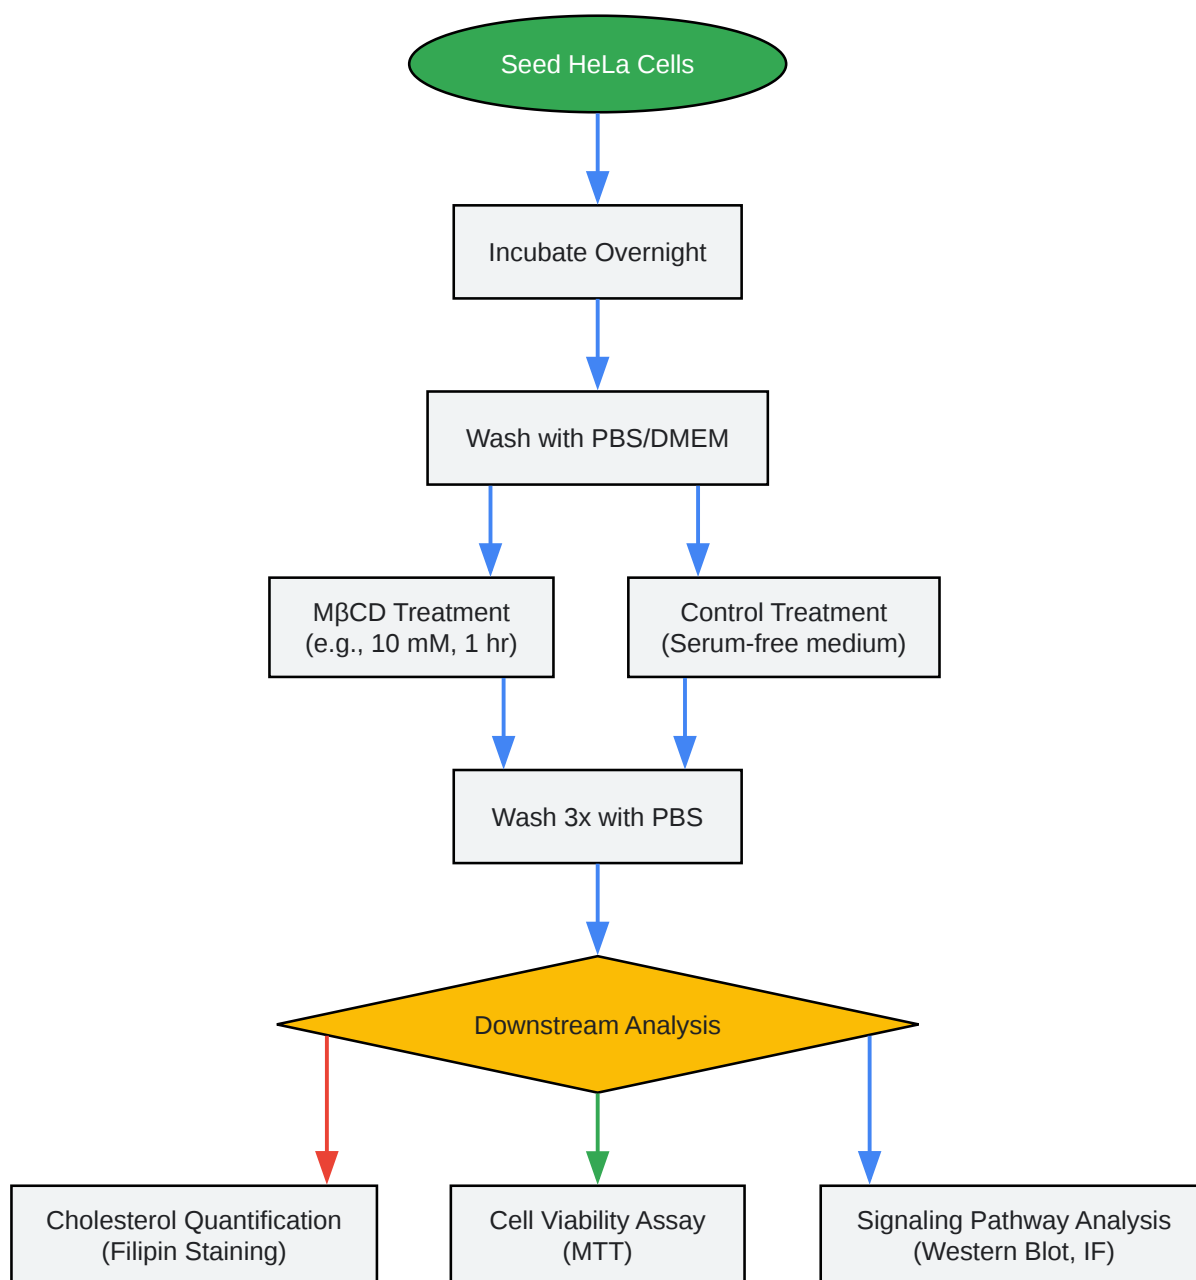 Seed HeLa Cells
Incubate Overnight
Wash with PBS/DMEM
MβCD Treatment
(e.g., 10 mM, 1 hr)
Control Treatment
(Serum-free medium)
Wash 3x with PBS
Downstream Analysis
Cholesterol Quantification
(Filipin Staining)
Cell Viability Assay
(MTT)
Signaling Pathway Analysis
(Western Blot, IF)